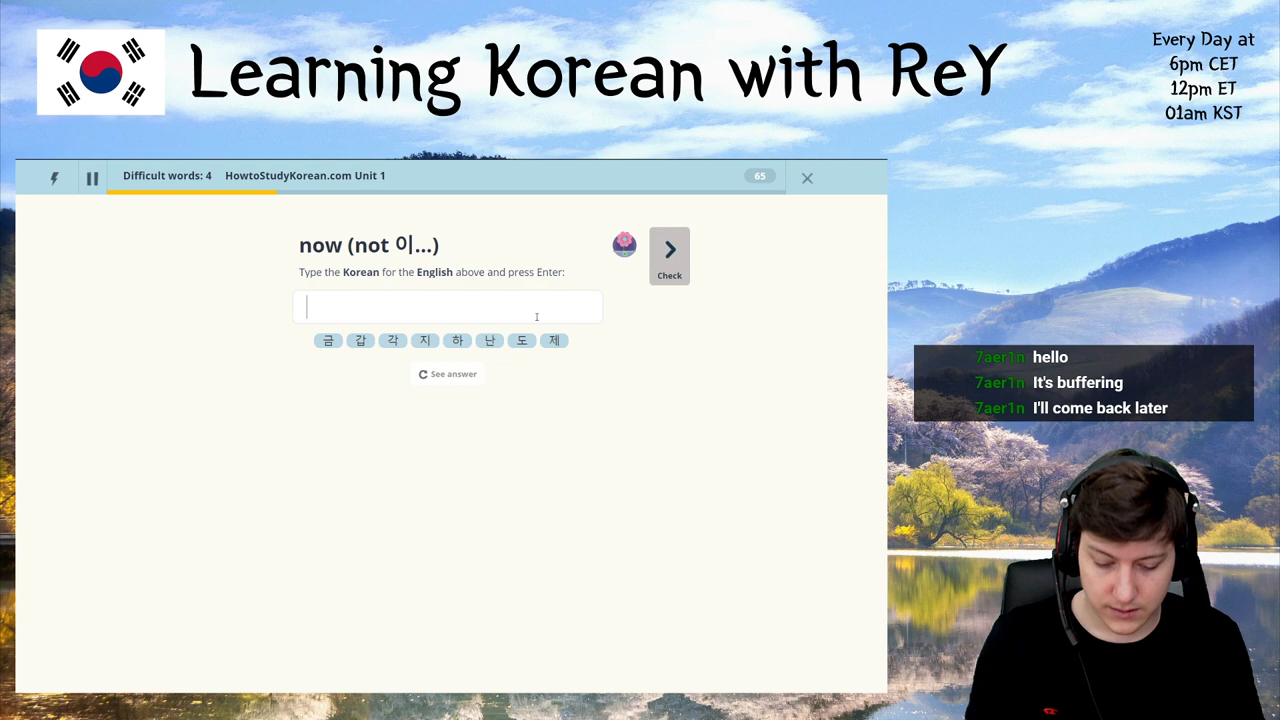 Learning Korean with ReY
Every Day at
6pm CET
12pm ET
01am KST
Difficult words: 4 HowtoStudyKorean.com Unit 1
65
now (not 이...)
Type the Korean for the English above and press Enter:
Check
금 갑 각 지 하 난 도 제
See answer
7aer1n hello
7aer1n It's buffering
7aer1n I'll come back later